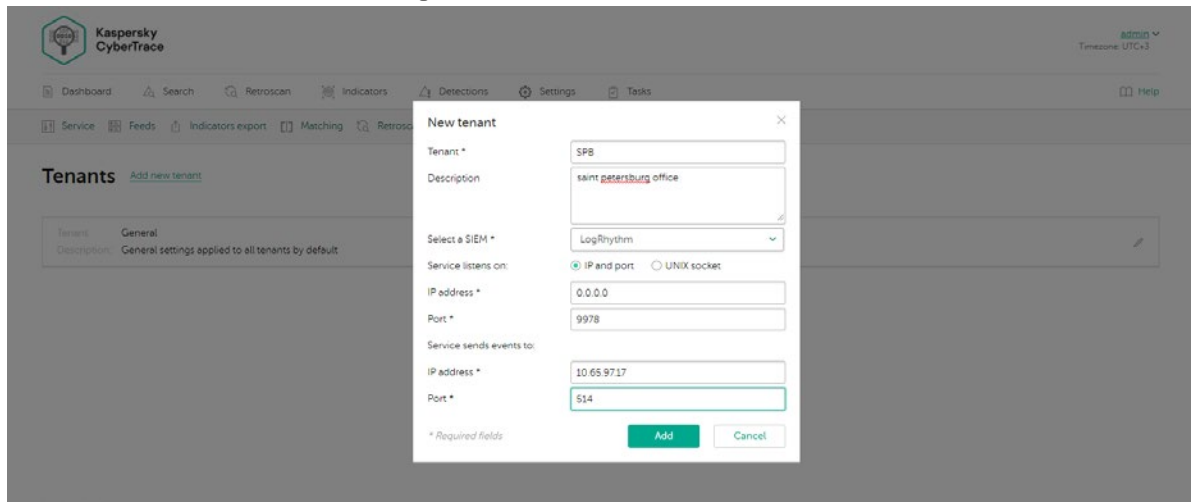 Kaspersky
CyberTrace
admin
Timezone: UTC+3
Dashboard Search Retroscan Indicators Detections Settings Tasks Help
Service Feeds Indicators export Matching Retrosc
New tenant
Tenant * SPB
Description saint petersburg office
Select a SIEM * LogRhythm
Service listens on: IP and port UNIX socket
IP address * 0.0.0.0
Port * 9978
Service sends events to:
IP address * 10.65.97.17
Port * 514
* Required fields Add Cancel
Tenants Add new tenant
Tenant: General
Description: General settings applied to all tenants by default